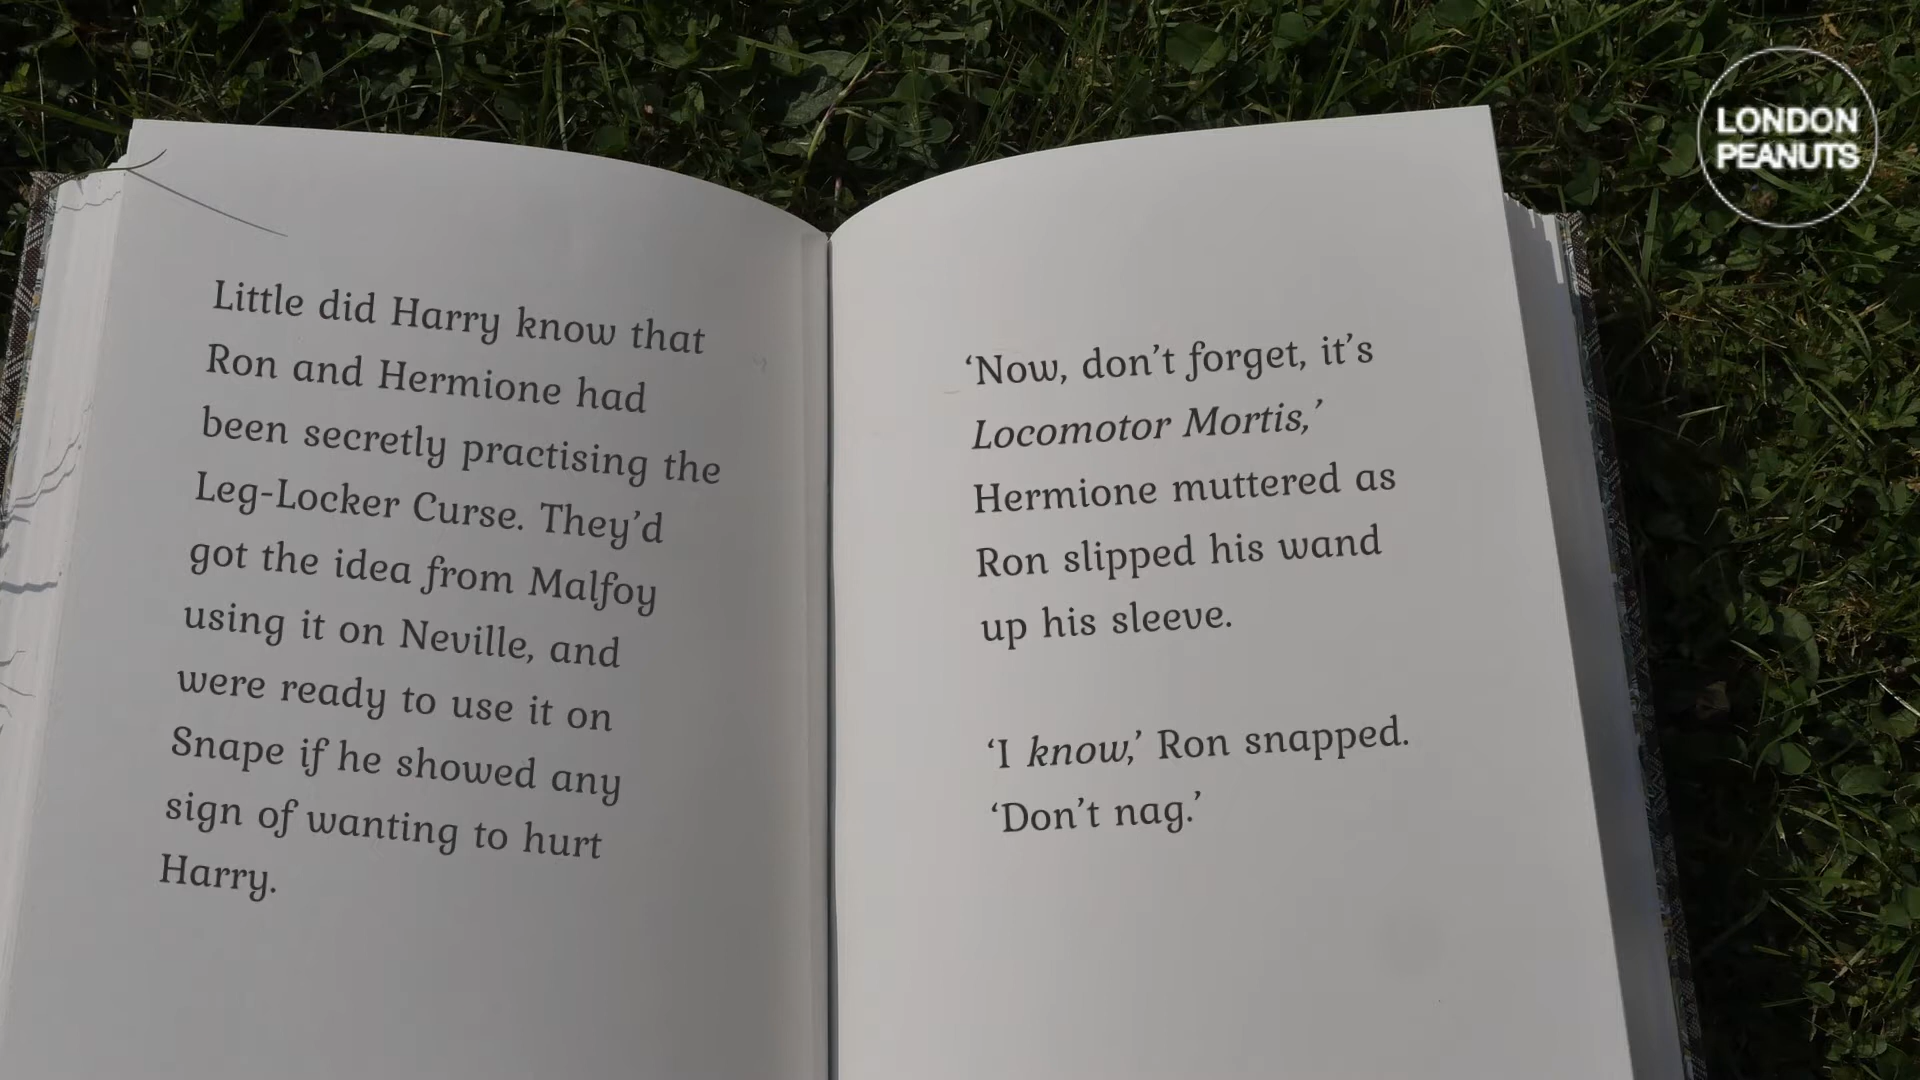 Little did Harry know that
Ron and Hermione had
been secretly practising the
Leg-Locker Curse. They’d
got the idea from Malfoy
using it on Neville, and
were ready to use it on
Snape if he showed any
sign of wanting to hurt
Harry.
‘Now, don’t forget, it’s
Locomotor Mortis,’
Hermione muttered as
Ron slipped his wand
up his sleeve.
‘I know,’ Ron snapped.
‘Don’t nag.’
LONDON
PEANUTS